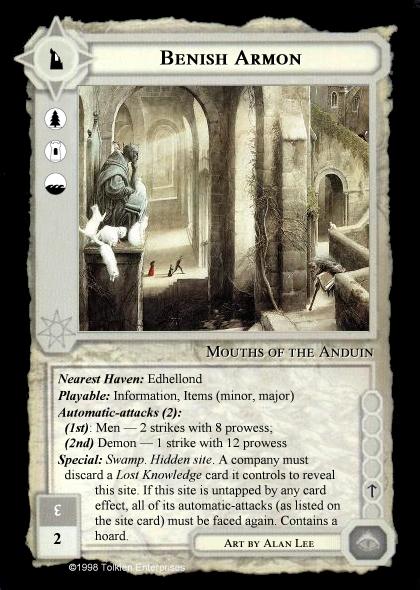 Benish Armon
Mouths of the Anduin
Nearest Haven: Edhellond
Playable: Information, Items (minor, major)
Automatic-attacks (2):
(1st): Men — 2 strikes with 8 prowess;
(2nd) Demon — 1 strike with 12 prowess
Special: Swamp. Hidden site. A company must
discard a Lost Knowledge card it controls to reveal
this site. If this site is untapped by any card
effect, all of its automatic-attacks (as listed on
the site card) must be faced again. Contains a
hoard.
ε
2
Art by Alan Lee
©1998 Tolkien Enterprises